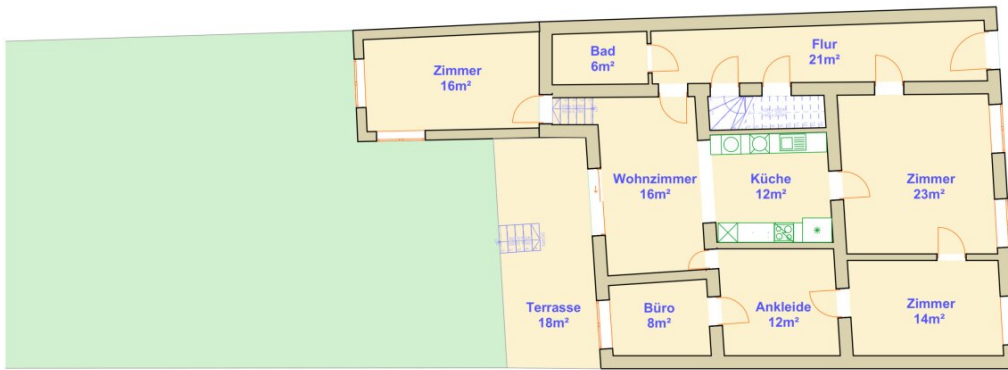 Zimmer
16m²
Bad
6m²
Flur
21m²
Wohnzimmer
16m²
Küche
12m²
Zimmer
23m²
Terrasse
18m²
Büro
8m²
Ankleide
12m²
Zimmer
14m²